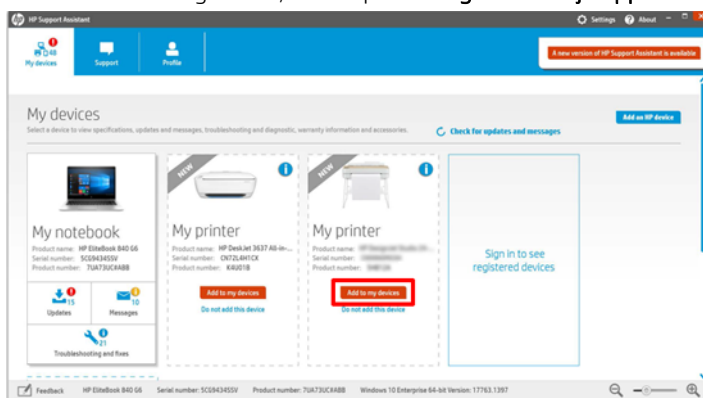 HP Support Assistant
Settings
About
48
My devices
Support
Profile
A new version of HP Support Assistant is available
My devices
Add an HP device
Select a device to view specifications, updates and messages, troubleshooting and diagnostic, warranty information and accessories.
Check for updates and messages
NEW
NEW
My notebook
Product name: HP EliteBook 840 G6
Serial number: 5CG9434SSV
Product number: 7UA73UCXABB
15
Updates
10
Messages
21
Troubleshooting and fixes
My printer
Product name: HP DeskJet 3637 All-in-...
Serial number: CN72L4H1CX
Product number: K4U01B
Add to my devices
Do not add this device
My printer
Product name:
Serial number:
Product number:
Add to my devices
Do not add this device
Sign in to see
registered devices
Feedback
HP EliteBook 840 G6
Serial number: 5CG9434SSV
Product number: 7UA73UCXABB
Windows 10 Enterprise 64-bit Version: 17763.1397